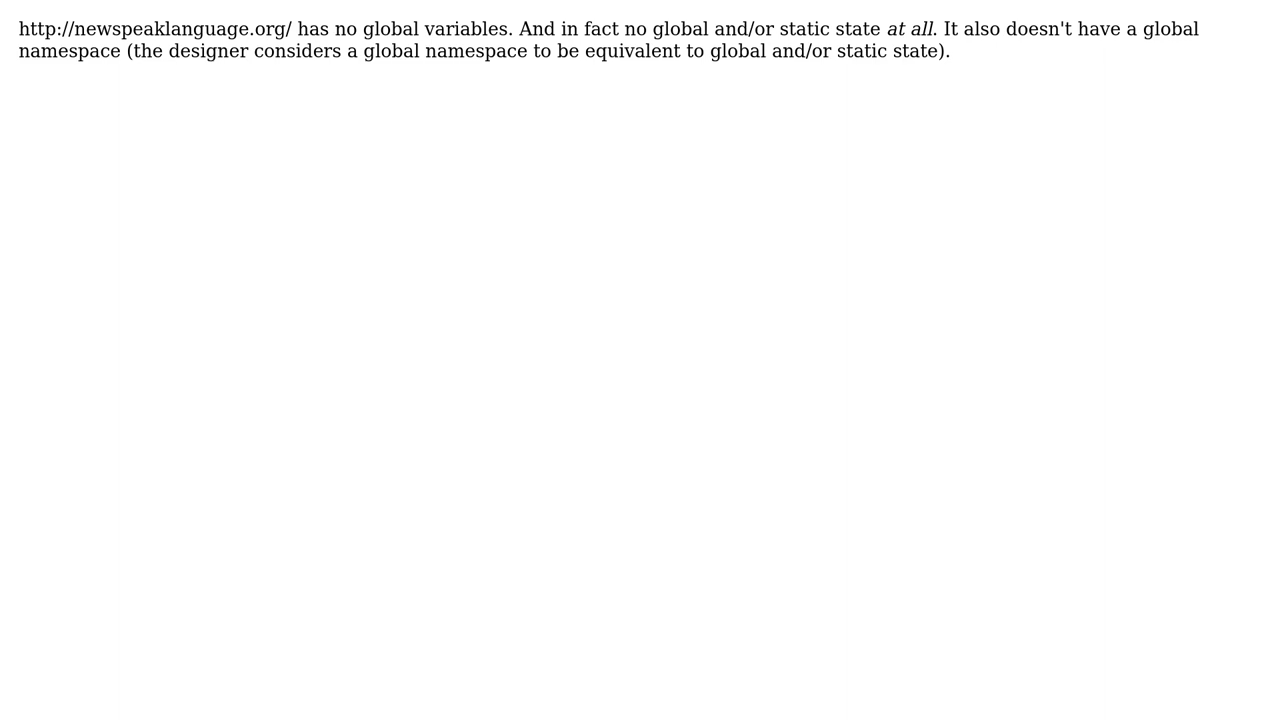 http://newspeaklanguage.org/ has no global variables. And in fact no global and/or static state at all. It also doesn't have a global
namespace (the designer considers a global namespace to be equivalent to global and/or static state).